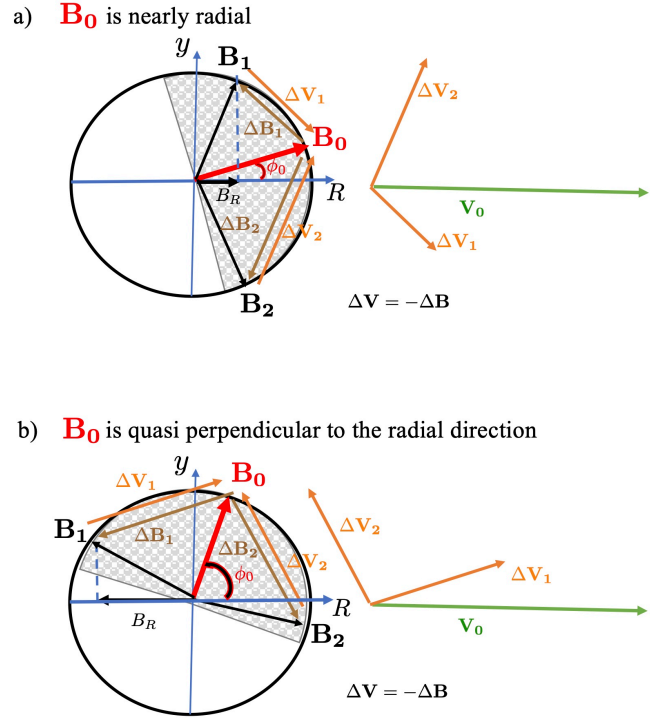 a) B₀ is nearly radial
y
B₁
ΔV₁
ΔV₂
ΔB₁
B₀
ϕ₀
B_R
R
V₀
ΔB₂
ΔV₂
ΔV₁
B₂
ΔV = −ΔB
b) B₀ is quasi perpendicular to the radial direction
y
B₀
ΔV₁
B₁
ΔB₁
ΔB₂
ΔV₂
ΔV₂
ϕ₀
ΔV₁
R
B_R
B₂
V₀
ΔV = −ΔB